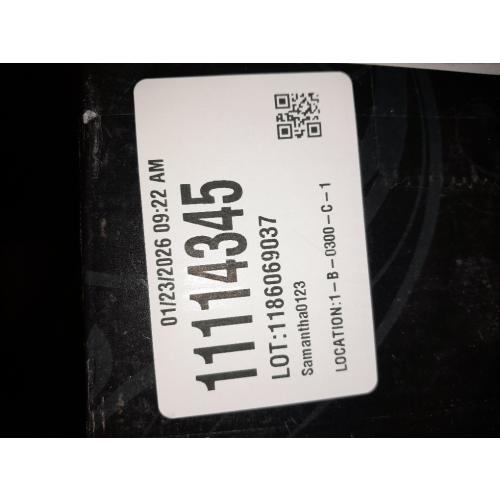 01/23/2026 09:22 AM
11114345
LOT:1186069037
Samantha0123
LOCATION:1-B-0300-C-1